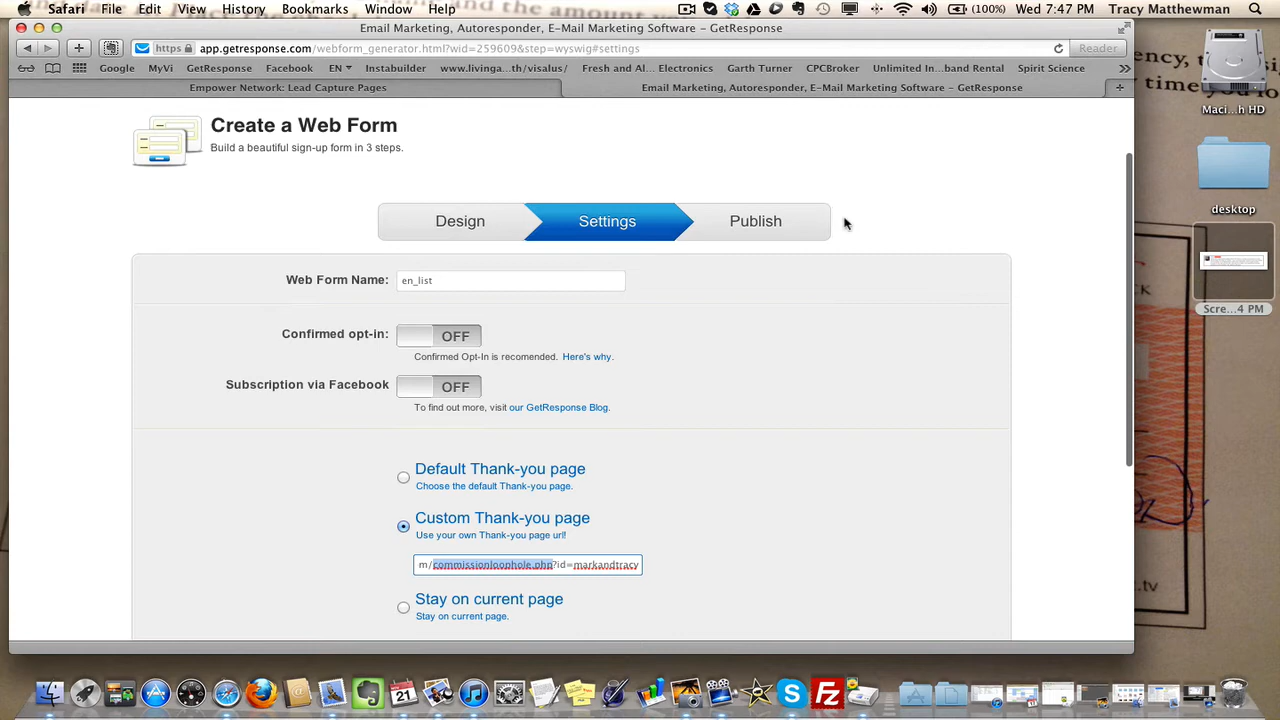 Safari File Edit View History Bookmarks Window Help (100%) Wed 7:47 PM Tracy Matthewman
Email Marketing, Autoresponder, E-Mail Marketing Software – GetResponse
https app.getresponse.com/webform_generator.html?wid=259609&step=wyswig#settings Reader
Google MyVi GetResponse Facebook EN Instabuilder www.livinga...th/visalus/ Fresh and Al... Electronics Garth Turner CPCBroker Unlimited In...band Rental Spirit Science
Empower Network: Lead Capture Pages Email Marketing, Autoresponder, E-Mail Marketing Software – GetResponse
Create a Web Form
Build a beautiful sign-up form in 3 steps.
Design Settings Publish
Web Form Name: en_list
Confirmed opt-in: OFF
Confirmed Opt-In is recomended. Here's why.
Subscription via Facebook OFF
To find out more, visit our GetResponse Blog.
Default Thank-you page
Choose the default Thank-you page.
Custom Thank-you page
Use your own Thank-you page url!
m/commissionloophole.php?id=markandtracy
Stay on current page
Stay on current page.
Maci...h HD
desktop
Scre...4 PM